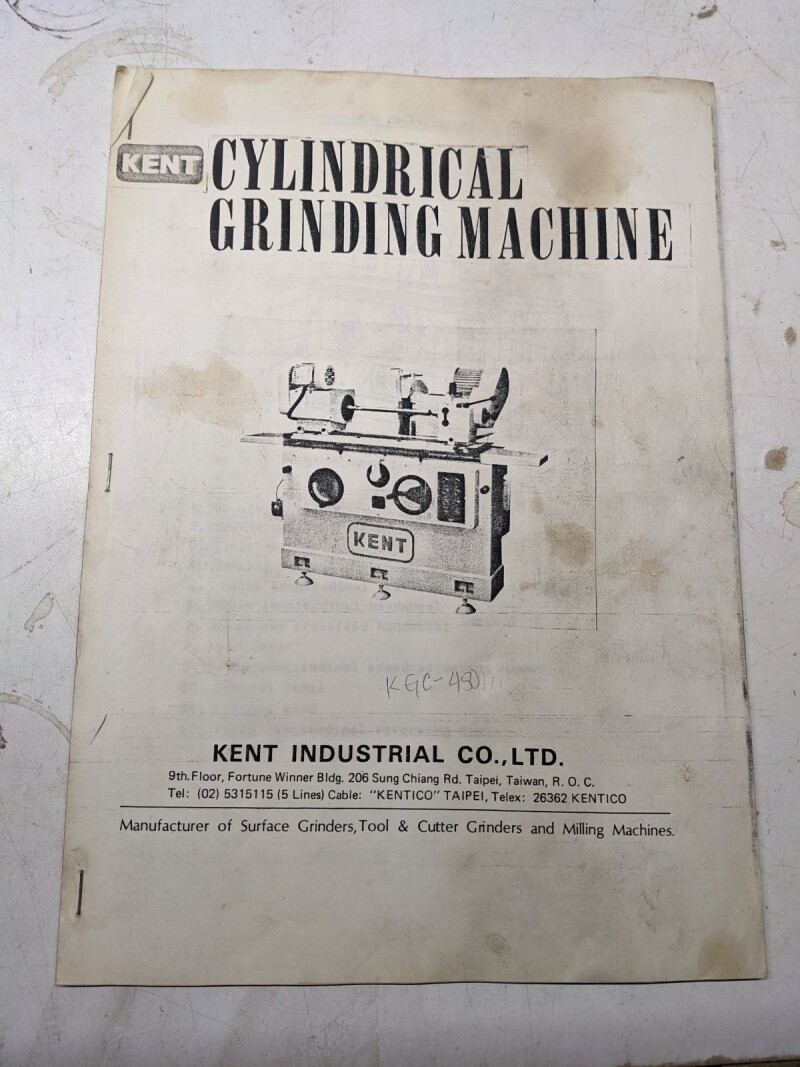 KENT
CYLINDRICAL
GRINDING MACHINE
KENT
KGC-480
KENT INDUSTRIAL CO.,LTD.
9th.Floor, Fortune Winner Bldg. 206 Sung Chiang Rd. Taipei, Taiwan, R. O. C.
Tel: (02) 5315115 (5 Lines) Cable: "KENTICO" TAIPEI, Telex: 26362 KENTICO
Manufacturer of Surface Grinders,Tool & Cutter Grinders and Milling Machines.